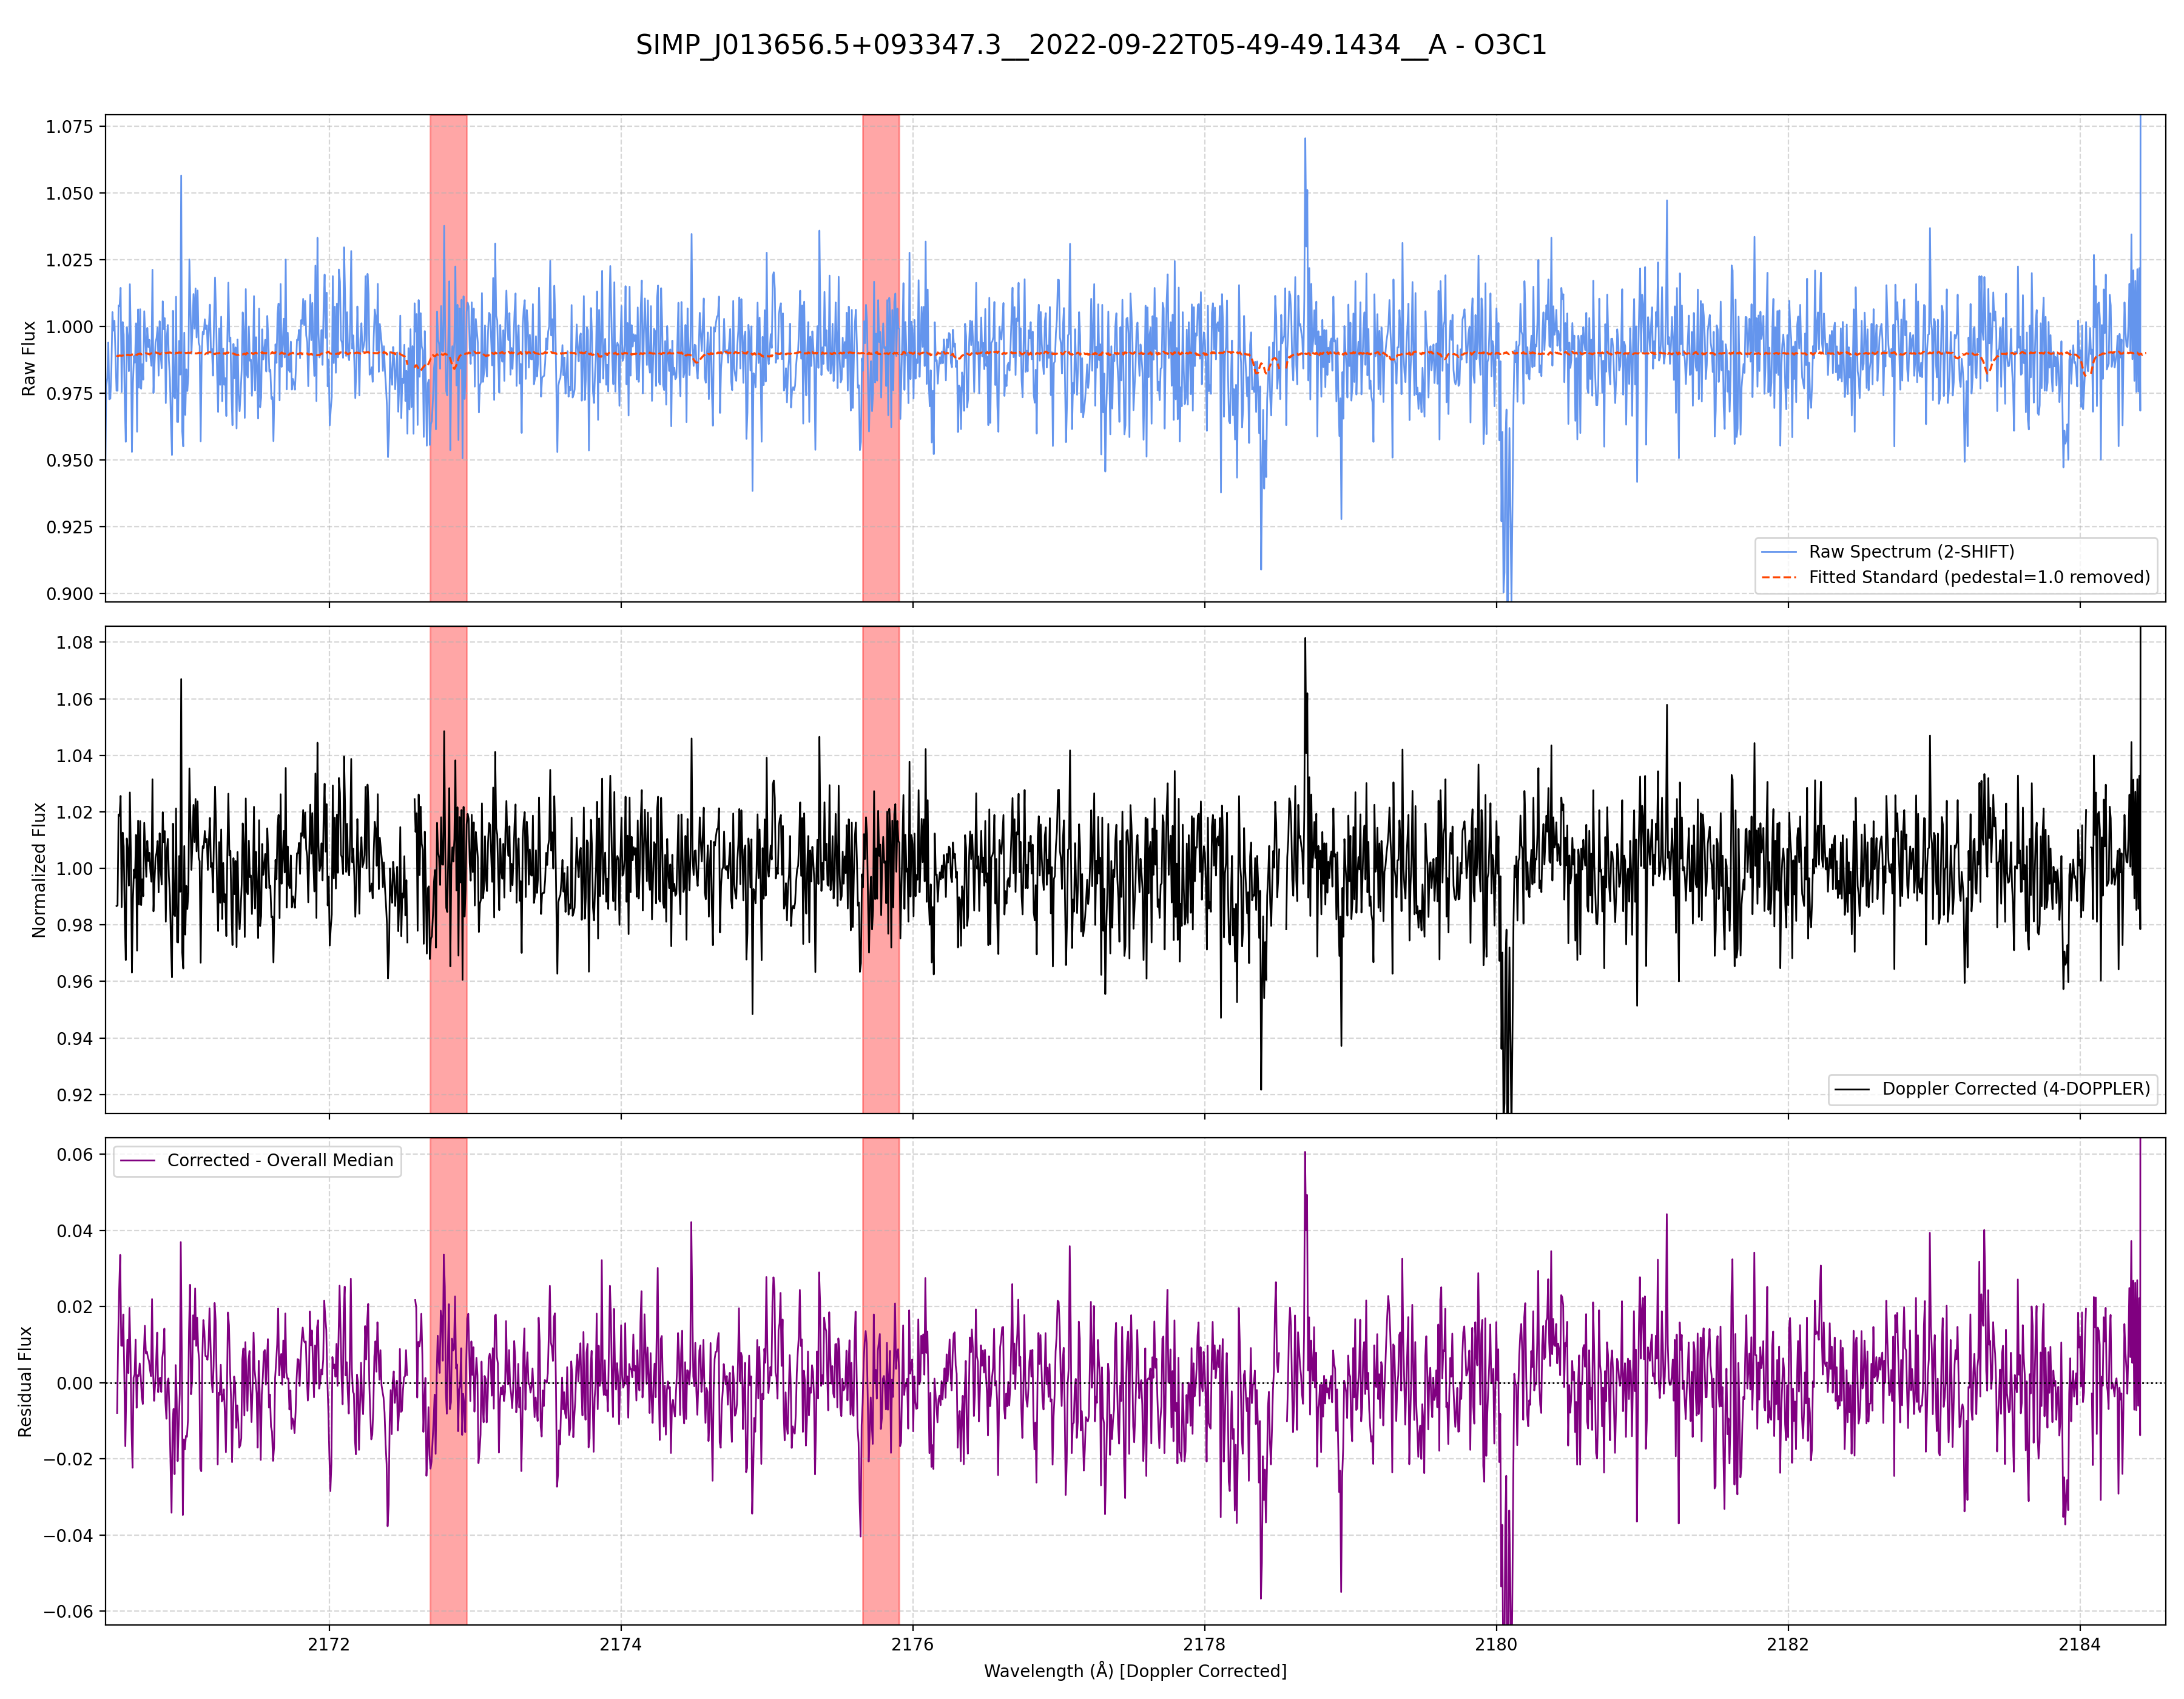 SIMP_J013656.5+093347.3__2022-09-22T05-49-49.1434__A - O3C1
1.075
1.050
1.025
1.000
0.975
0.950
0.925
0.900
Raw Flux
Raw Spectrum (2-SHIFT)
Fitted Standard (pedestal=1.0 removed)
1.08
1.06
1.04
1.02
1.00
0.98
0.96
0.94
0.92
Normalized Flux
Doppler Corrected (4-DOPPLER)
Corrected - Overall Median
0.06
0.04
0.02
0.00
−0.02
−0.04
−0.06
Residual Flux
2172 2174 2176 2178 2180 2182 2184
Wavelength (Å) [Doppler Corrected]